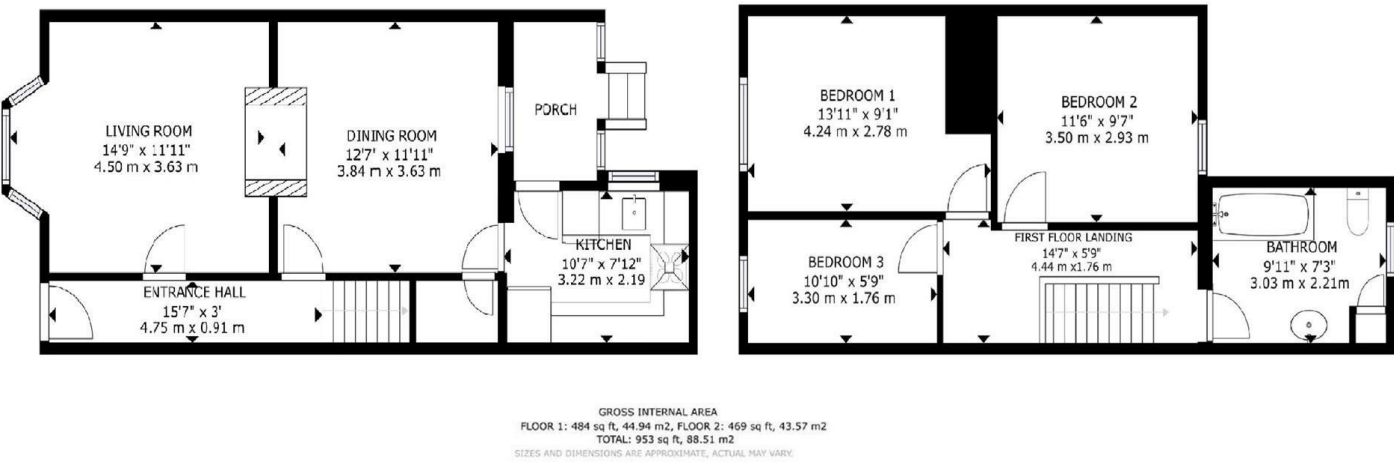 LIVING ROOM
14'9" x 11'11"
4.50 m x 3.63 m
DINING ROOM
12'7" x 11'11"
3.84 m x 3.63 m
PORCH
KITCHEN
10'7" x 7'12"
3.22 m x 2.19
ENTRANCE HALL
15'7" x 3'
4.75 m x 0.91 m
BEDROOM 1
13'11" x 9'1"
4.24 m x 2.78 m
BEDROOM 2
11'6" x 9'7"
3.50 m x 2.93 m
BEDROOM 3
10'10" x 5'9"
3.30 m x 1.76 m
FIRST FLOOR LANDING
14'7" x 5'9"
4.44 m x1.76 m
BATHROOM
9'11" x 7'3"
3.03 m x 2.21m
GROSS INTERNAL AREA
FLOOR 1: 484 sq ft, 44.94 m2, FLOOR 2: 469 sq ft, 43.57 m2
TOTAL: 953 sq ft, 88.51 m2
SIZES AND DIMENSIONS ARE APPROXIMATE, ACTUAL MAY VARY.